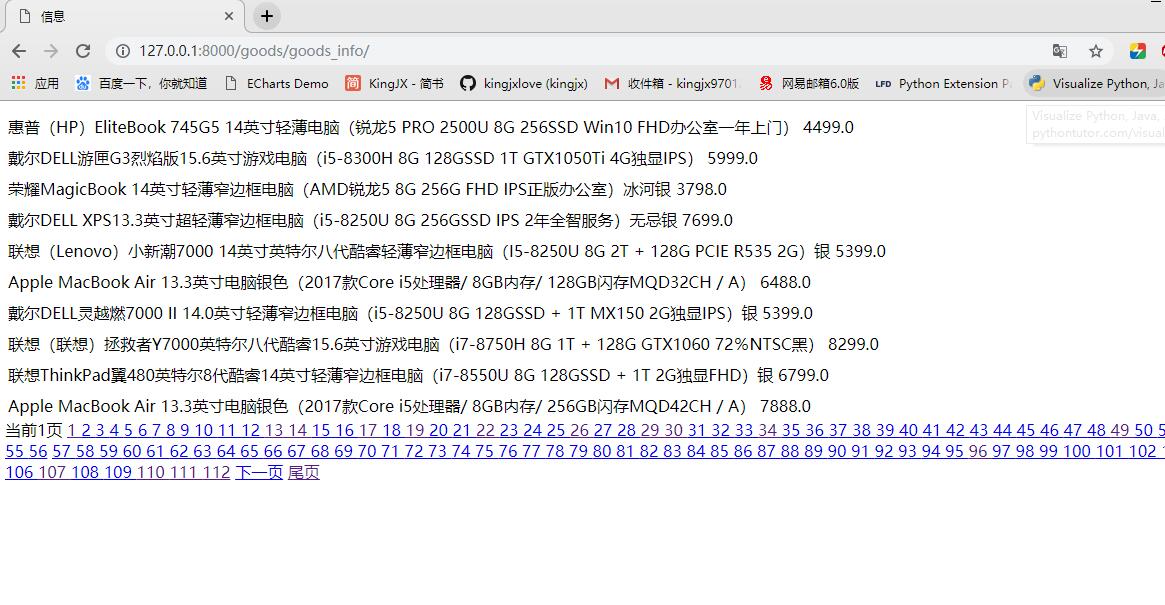 信息
127.0.0.1:8000/goods/goods_info/
应用 百度一下，你就知道 ECharts Demo 简 KingJX - 简书 kingjxlove (kingjx) 收件箱 - kingjx9701 网易邮箱6.0版 LFD Python Extension Visualize Python, Ja
Visualize Python, Java,
pythontutor.com/visual
惠普（HP）EliteBook 745G5 14英寸轻薄电脑（锐龙5 PRO 2500U 8G 256SSD Win10 FHD办公室一年上门） 4499.0
戴尔DELL游匣G3烈焰版15.6英寸游戏电脑（i5-8300H 8G 128GSSD 1T GTX1050Ti 4G独显IPS） 5999.0
荣耀MagicBook 14英寸轻薄窄边框电脑（AMD锐龙5 8G 256G FHD IPS正版办公室）冰河银 3798.0
戴尔DELL XPS13.3英寸超轻薄窄边框电脑（i5-8250U 8G 256GSSD IPS 2年全智服务）无忌银 7699.0
联想（Lenovo）小新潮7000 14英寸英特尔八代酷睿轻薄窄边框电脑（I5-8250U 8G 2T + 128G PCIE R535 2G）银 5399.0
Apple MacBook Air 13.3英寸电脑银色（2017款Core i5处理器/ 8GB内存/ 128GB闪存MQD32CH / A） 6488.0
戴尔DELL灵越燃7000 II 14.0英寸轻薄窄边框电脑（i5-8250U 8G 128GSSD + 1T MX150 2G独显IPS）银 5399.0
联想（联想）拯救者Y7000英特尔八代酷睿15.6英寸游戏电脑（i7-8750H 8G 1T + 128G GTX1060 72%NTSC黑） 8299.0
联想ThinkPad翼480英特尔8代酷睿14英寸轻薄窄边框电脑（i7-8550U 8G 128GSSD + 1T 2G独显FHD）银 6799.0
Apple MacBook Air 13.3英寸电脑银色（2017款Core i5处理器/ 8GB内存/ 256GB闪存MQD42CH / A） 7888.0
当前1页 1 2 3 4 5 6 7 8 9 10 11 12 13 14 15 16 17 18 19 20 21 22 23 24 25 26 27 28 29 30 31 32 33 34 35 36 37 38 39 40 41 42 43 44 45 46 47 48 49 50 5
55 56 57 58 59 60 61 62 63 64 65 66 67 68 69 70 71 72 73 74 75 76 77 78 79 80 81 82 83 84 85 86 87 88 89 90 91 92 93 94 95 96 97 98 99 100 101 102 1
106 107 108 109 110 111 112 下一页 尾页